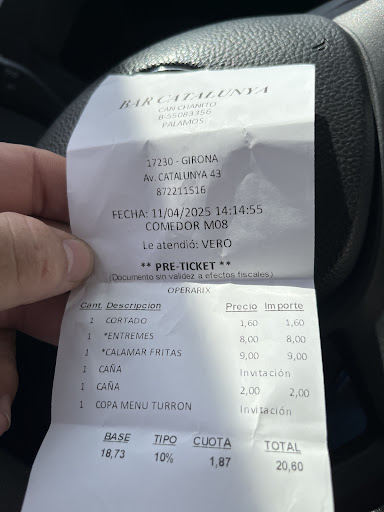 BAR CATALUNYA
CAN CHANITO
B-55083356
PALAMOS
17230 - GIRONA
Av. CATALUNYA 43
872211516
FECHA: 11/04/2025 14:14:55
COMEDOR M08
Le atendió: VERO
** PRE-TICKET **
(Documento sin validez a efectos fiscales)
OPERARIX
Cant. Descripcion Precio Importe
1 CORTADO 1,60 1,60
1 *ENTREMES 8,00 8,00
1 *CALAMAR FRITAS 9,00 9,00
1 CAÑA Invitación
1 CAÑA 2,00 2,00
1 COPA MENU TURRON Invitación
BASE TIPO CUOTA TOTAL
18,73 10% 1,87 20,60